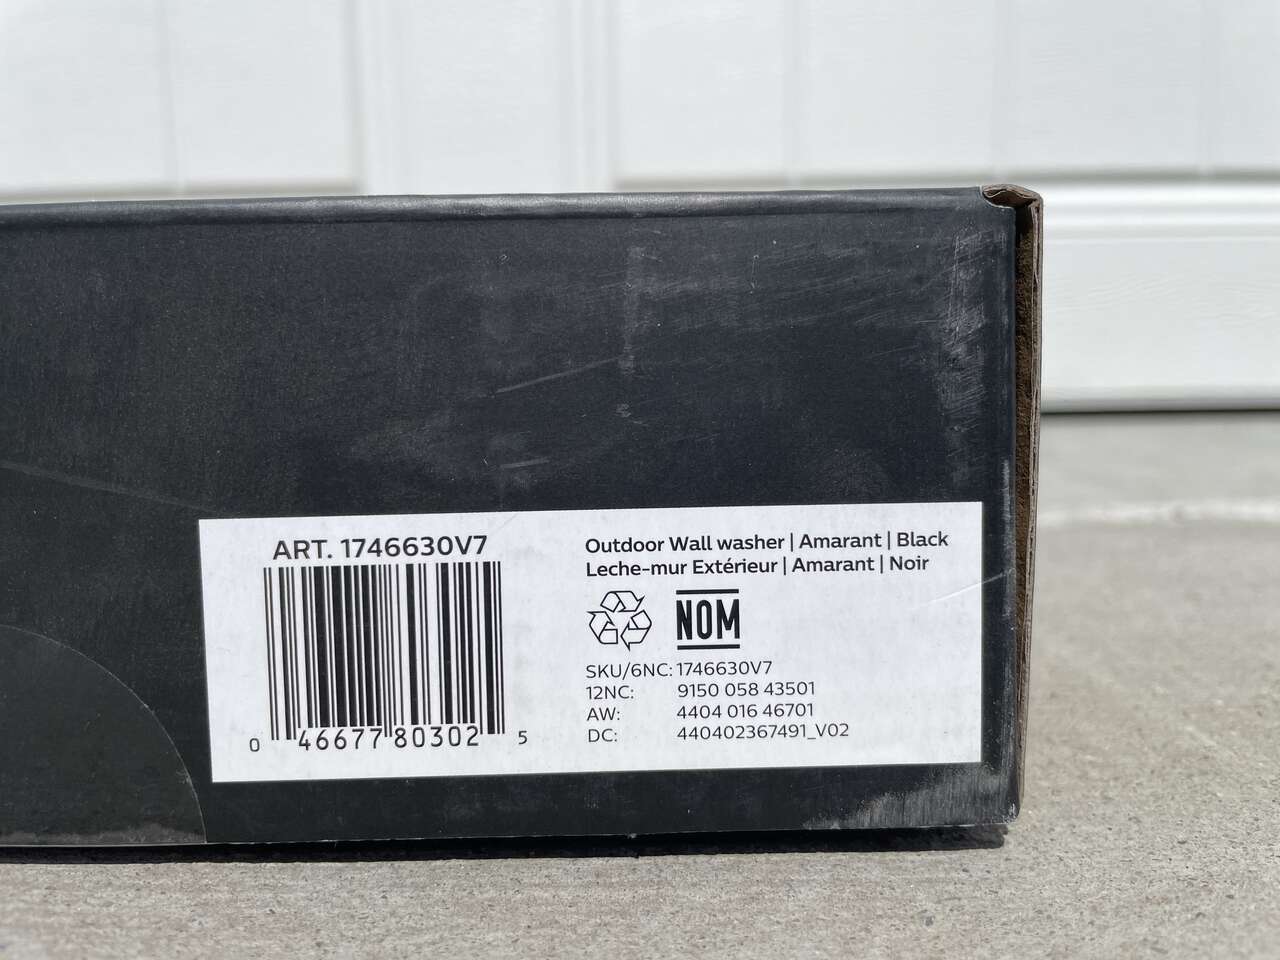 ART. 1746630V7
0 46677 80302 5
Outdoor Wall washer | Amarant | Black
Leche-mur Extérieur | Amarant | Noir
NOM
SKU/6NC: 1746630V7
12NC: 9150 058 43501
AW: 4404 016 46701
DC: 440402367491_V02